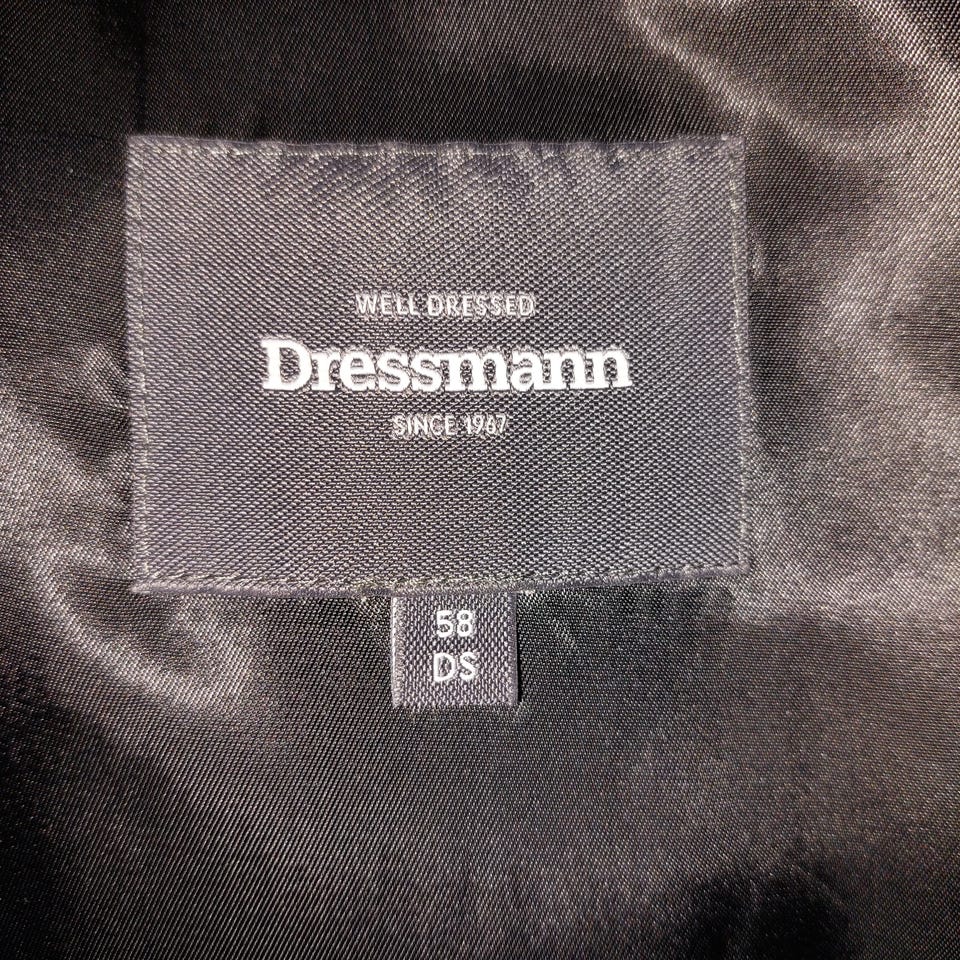 WELL DRESSED
Dressmann
SINCE 1967
58
DS